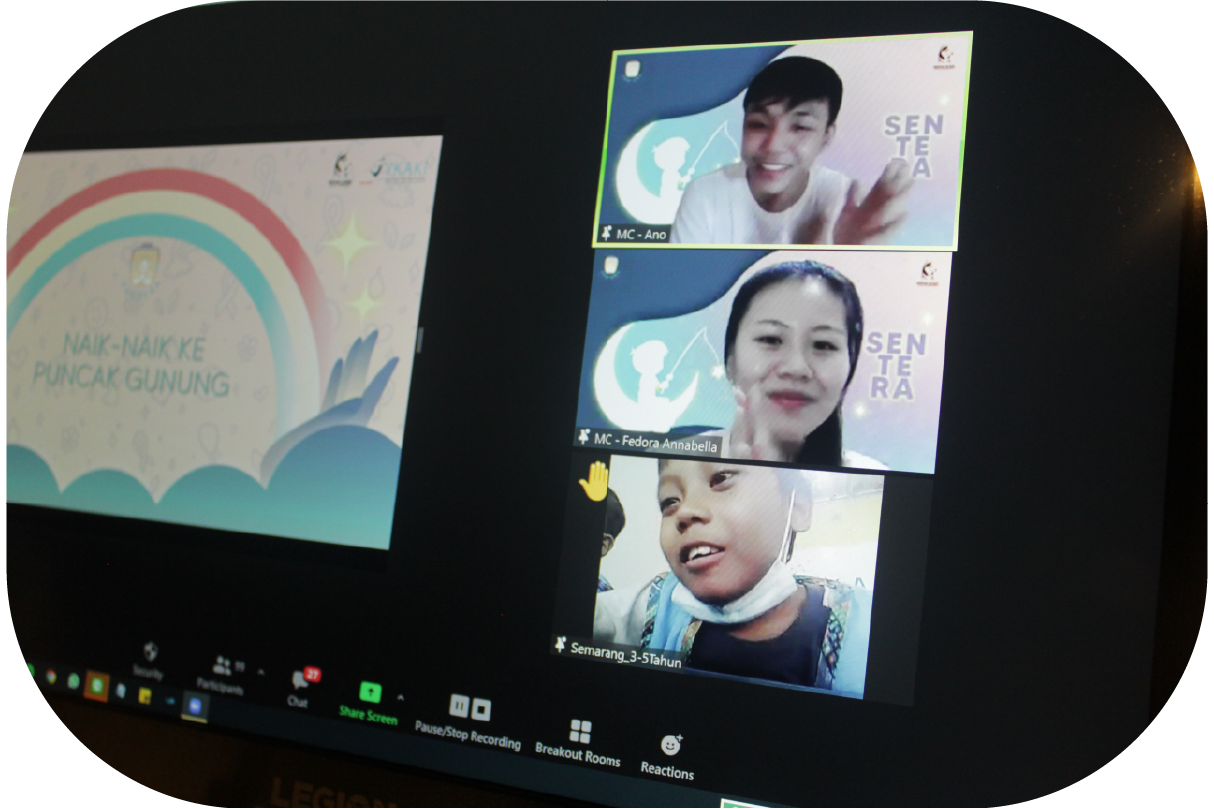 NAIK-NAIK KE
PUNCAK GUNUNG
SEN
TE
RA
MC - Ano
SEN
TE
RA
MC - Fedora Annabella
Semarang_3-5Tahun
Security
Participants
Chat
27
Share Screen
Pause/Stop Recording
Breakout Rooms
Reactions
LEGION